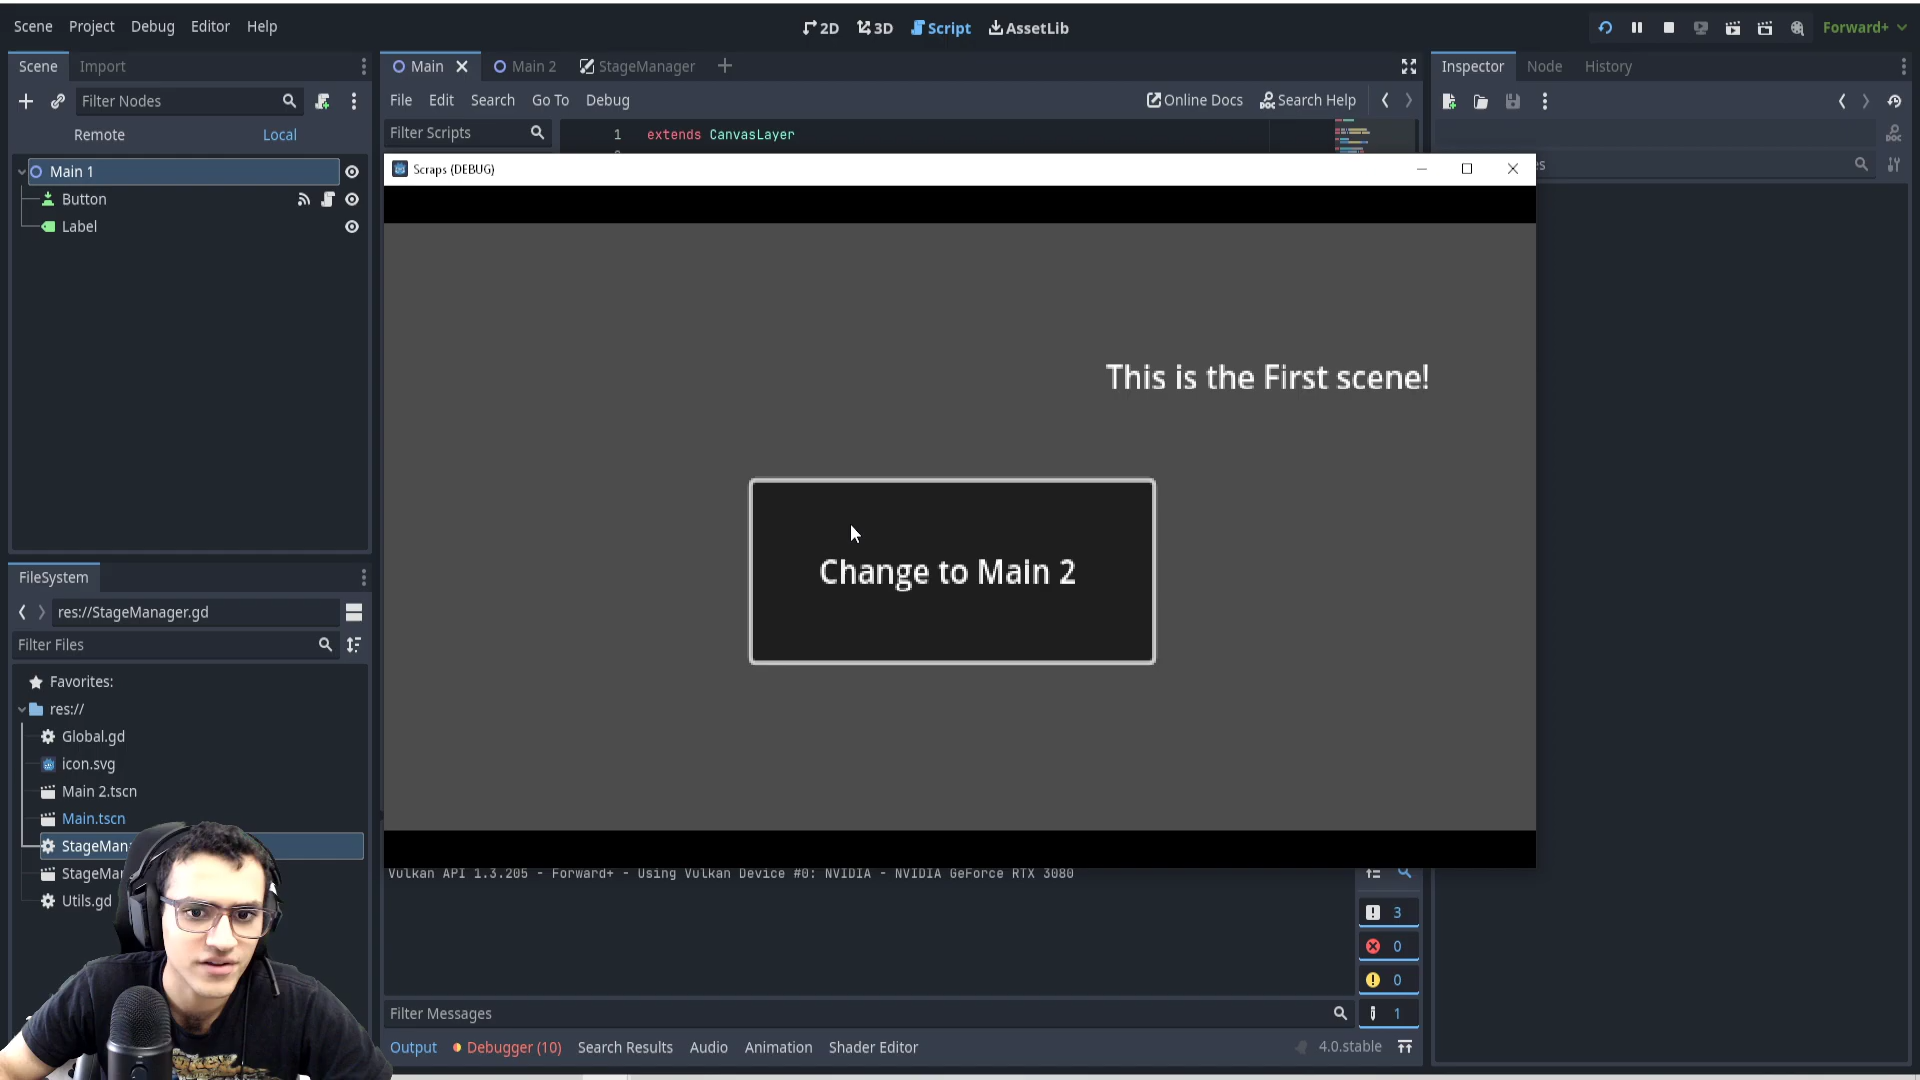 Scene Project Debug Editor Help
2D 3D Script AssetLib
Forward+
Scene Import
Main Main 2 StageManager
Inspector Node History
Filter Nodes
File Edit Search Go To Debug
Online Docs Search Help
Remote Local
Filter Scripts
1 extends CanvasLayer
Main 1
Button
Label
Scraps (DEBUG)
This is the First scene!
Change to Main 2
FileSystem
res://StageManager.gd
Filter Files
Favorites:
res://
Global.gd
icon.svg
Main 2.tscn
Main.tscn
StageMana
StageMan
Utils.gd
Vulkan API 1.3.205 - Forward+ - Using Vulkan Device #0: NVIDIA - NVIDIA GeForce RTX 3080
3
0
0
1
Filter Messages
Output Debugger (10) Search Results Audio Animation Shader Editor
4.0.stable